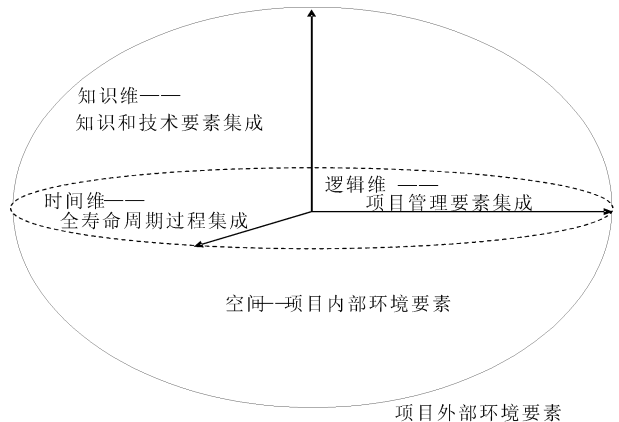 知识维——
知识和技术要素集成
逻辑维 ——
项目管理要素集成
时间维——
全寿命周期过程集成
空间——项目内部环境要素
项目外部环境要素